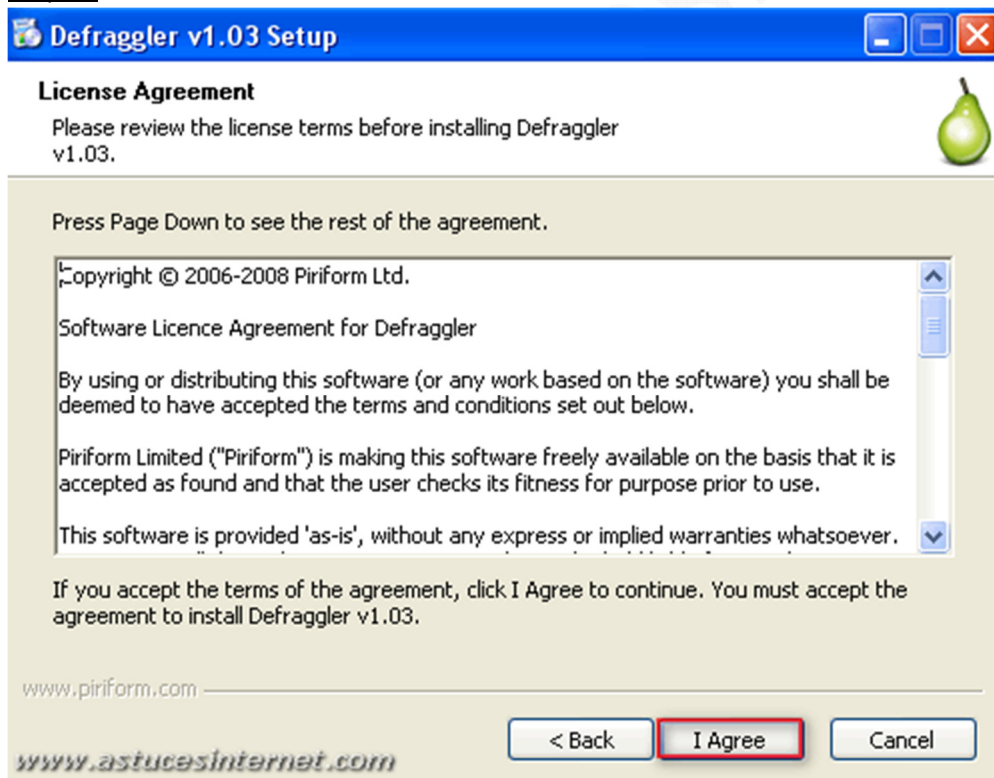 Defraggler v1.03 Setup
License Agreement
Please review the license terms before installing Defraggler
v1.03.
Press Page Down to see the rest of the agreement.
Copyright © 2006-2008 Piriform Ltd.
Software Licence Agreement for Defraggler
By using or distributing this software (or any work based on the software) you shall be
deemed to have accepted the terms and conditions set out below.
Piriform Limited ("Piriform") is making this software freely available on the basis that it is
accepted as found and that the user checks its fitness for purpose prior to use.
This software is provided 'as-is', without any express or implied warranties whatsoever.
If you accept the terms of the agreement, click I Agree to continue. You must accept the
agreement to install Defraggler v1.03.
www.piriform.com
< Back I Agree Cancel
www.astucesinternet.com